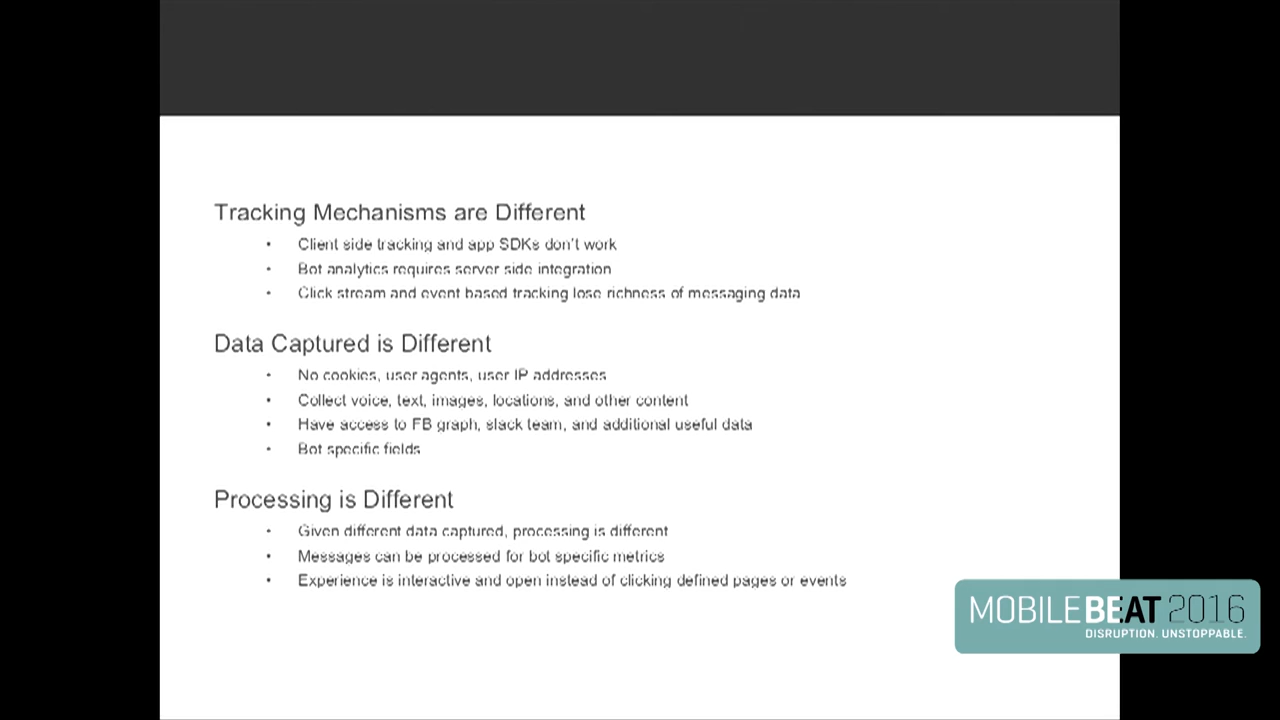 Tracking Mechanisms are Different
• Client side tracking and app SDKs don't work
• Bot analytics requires server side integration
• Click stream and event based tracking lose richness of messaging data
Data Captured is Different
• No cookies, user agents, user IP addresses
• Collect voice, text, images, locations, and other content
• Have access to FB graph, slack team, and additional useful data
• Bot specific fields
Processing is Different
• Given different data captured, processing is different
• Messages can be processed for bot specific metrics
• Experience is interactive and open instead of clicking defined pages or events
MOBILEBEAT 2016
DISRUPTION. UNSTOPPABLE.